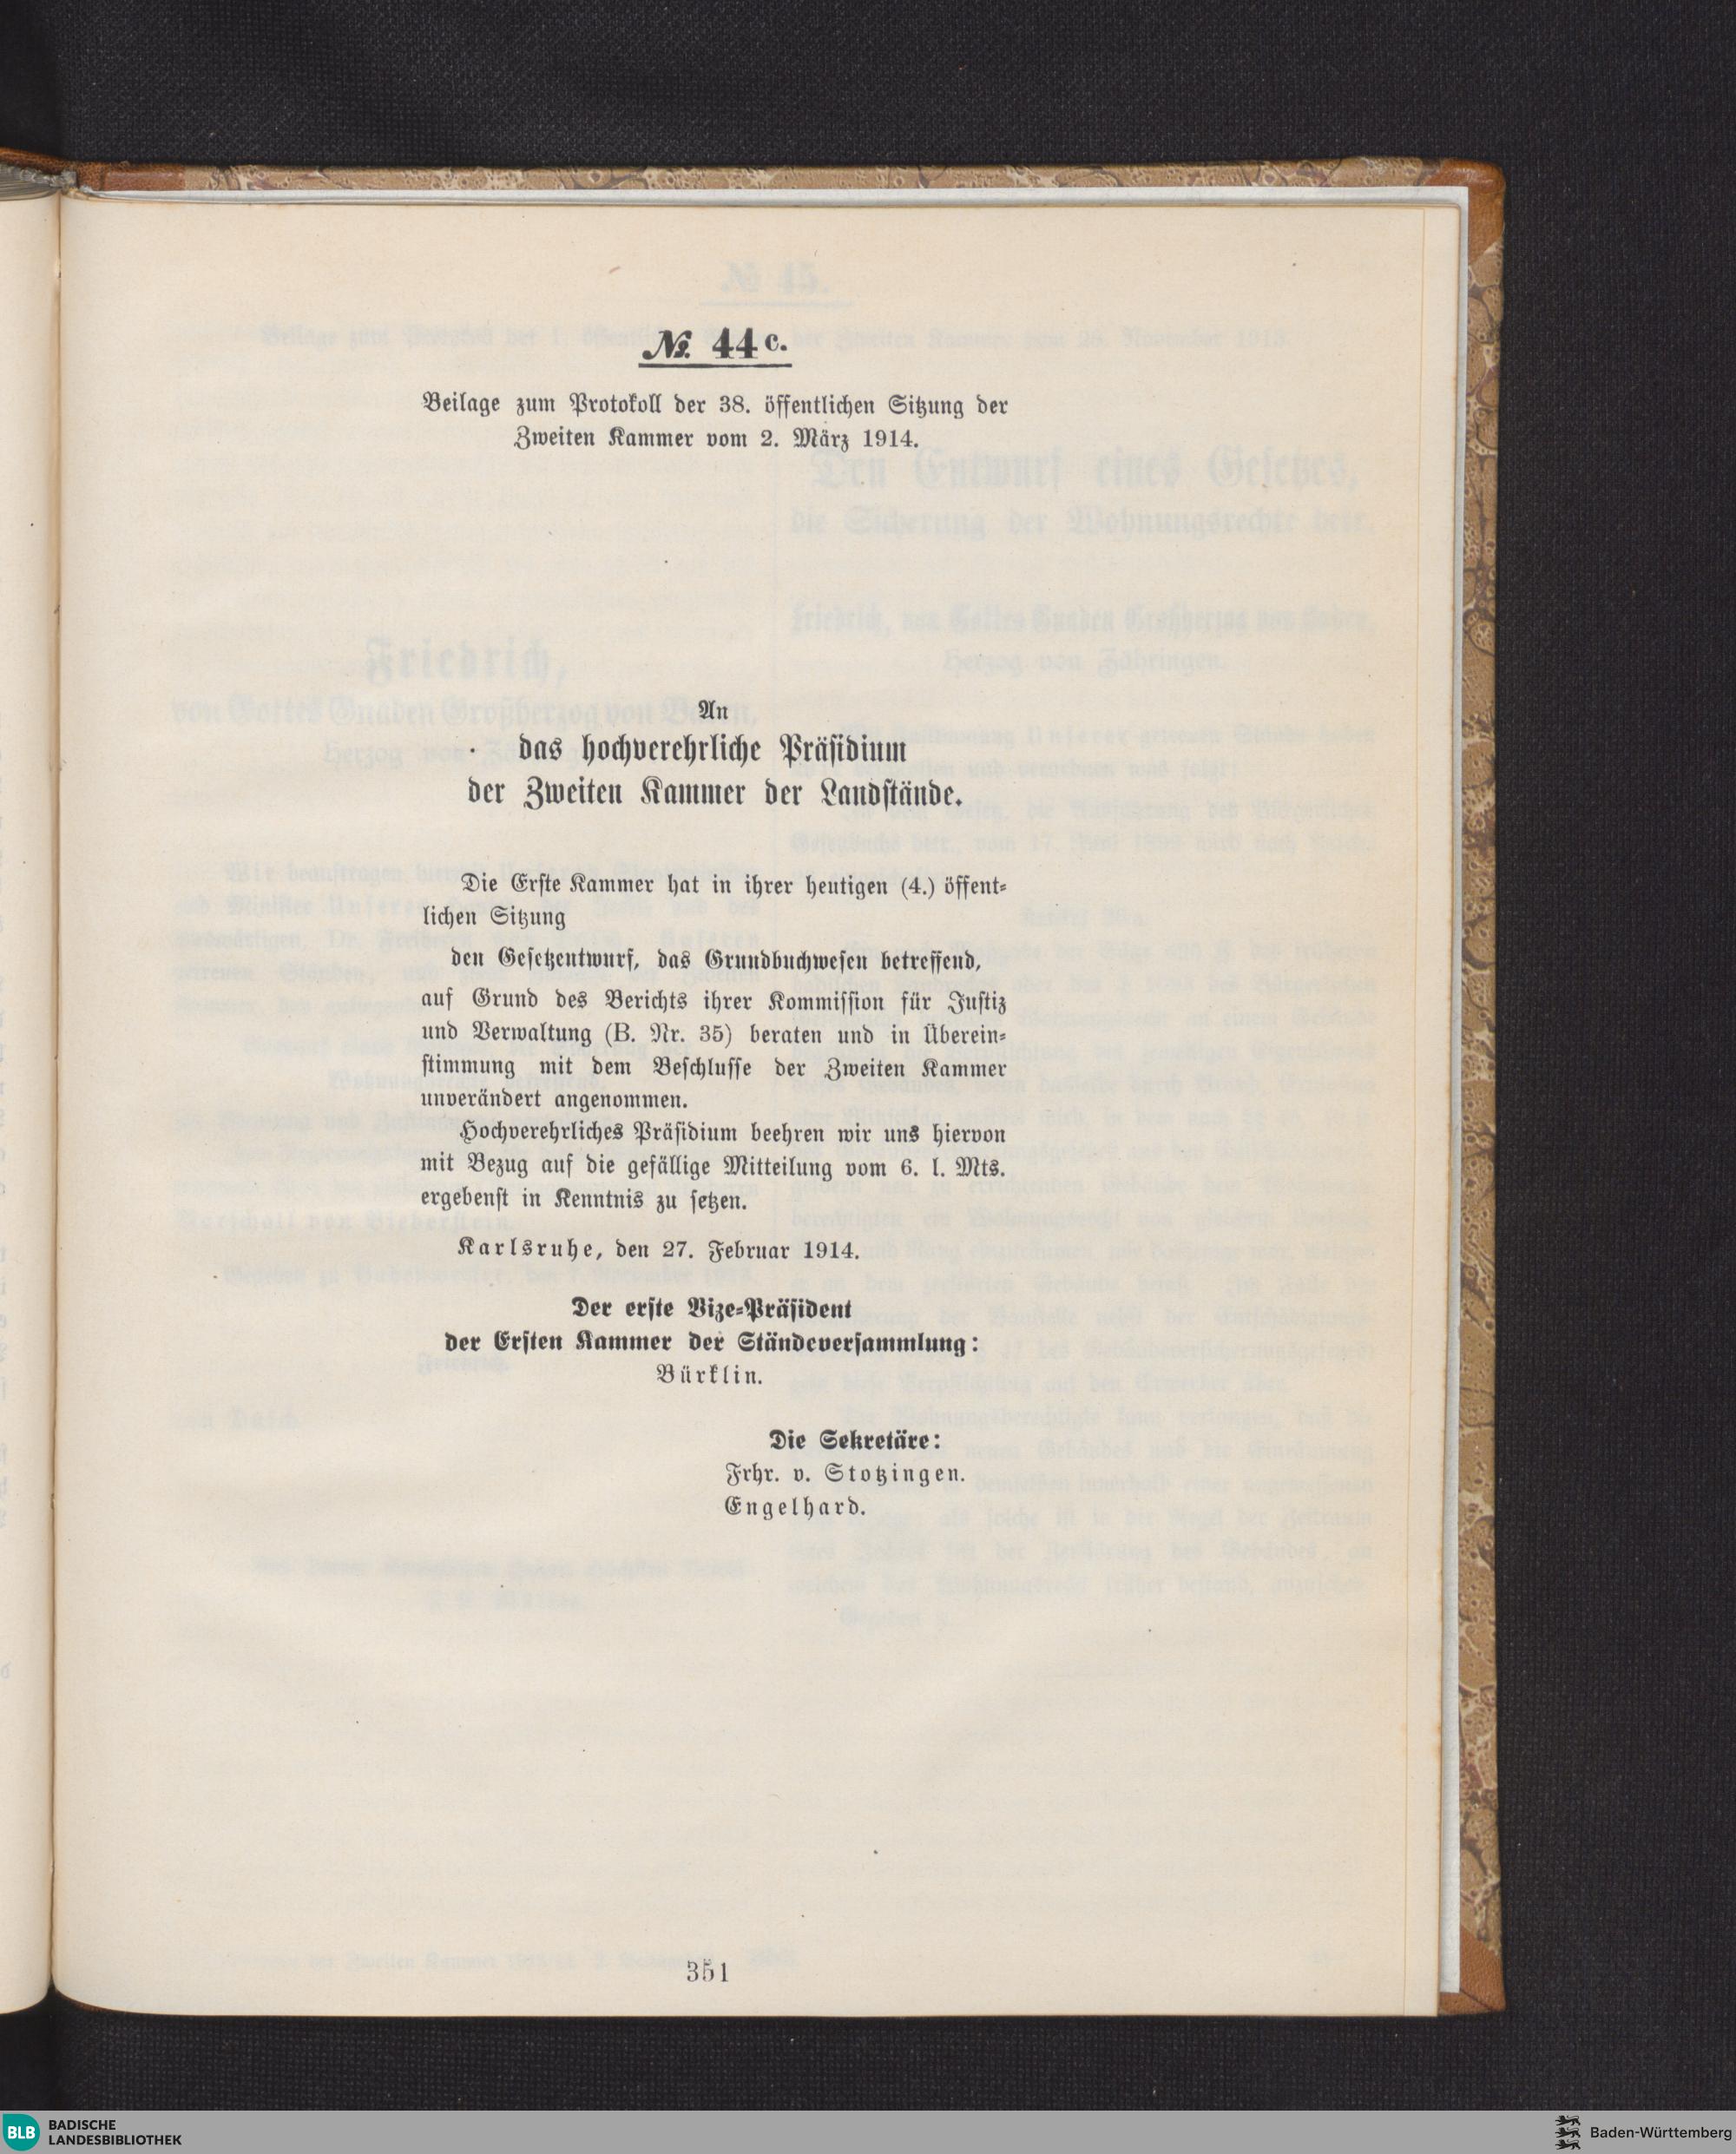 № 44 c.
Beilage zum Protokoll der 38. öffentlichen Sitzung der
Zweiten Kammer vom 2. März 1914.
An
das hochverehrliche Präsidium
der Zweiten Kammer der Landstände.
Die Erste Kammer hat in ihrer heutigen (4.) öffent-
lichen Sitzung
den Gesetzentwurf, das Grundbuchwesen betreffend,
auf Grund des Berichts ihrer Kommission für Justiz
und Verwaltung (B. Nr. 35) beraten und in Überein-
stimmung mit dem Beschlusse der Zweiten Kammer
unverändert angenommen.
Hochverehrliches Präsidium beehren wir uns hiervon
mit Bezug auf die gefällige Mitteilung vom 6. l. Mts.
ergebenst in Kenntnis zu setzen.
Karlsruhe, den 27. Februar 1914.
Der erste Vize-Präsident
der Ersten Kammer der Ständeversammlung:
Bürklin.
Die Sekretäre:
Frhr. v. Stotzingen.
Engelhard.
351
BLB BADISCHE
LANDESBIBLIOTHEK
Baden-Württemberg